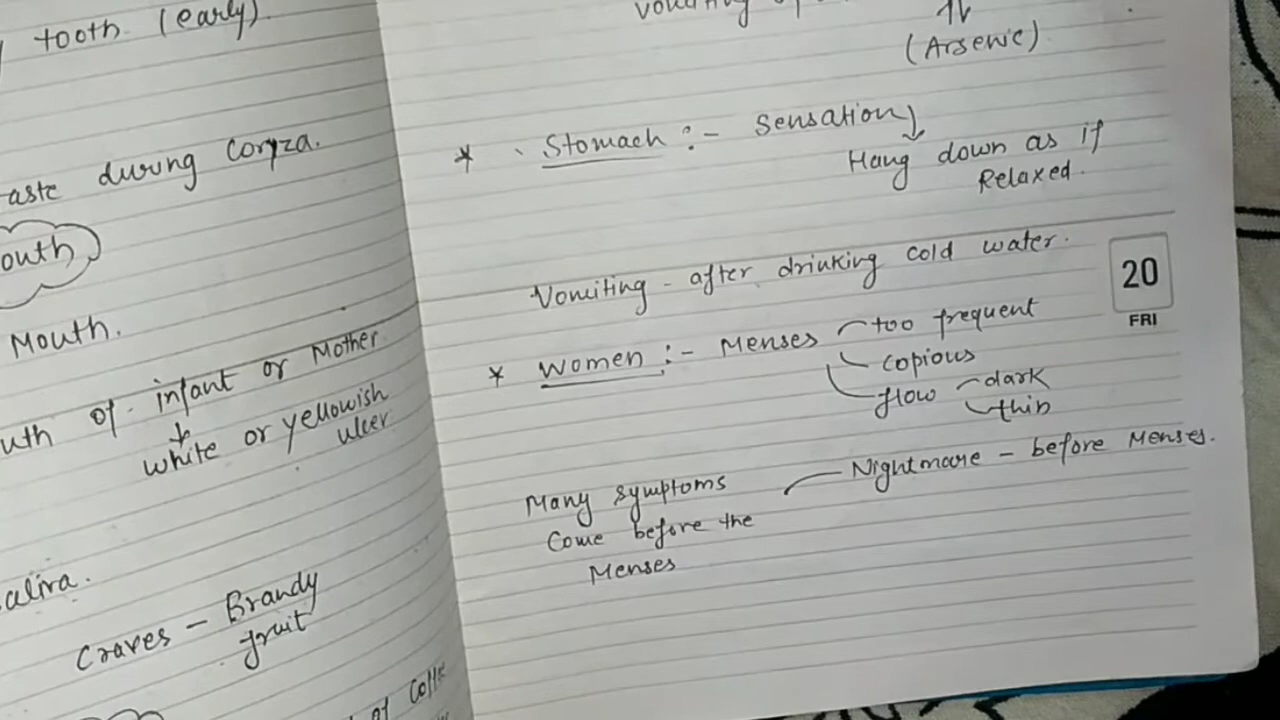 tooth (early).
aste during Coryza.
outh
Mouth.
uth of infant or Mother
white or yellowish
ulcer
aliva.
Craves - Brandy
fruit
of
(Arsenic)
* Stomach :- Sensation
Hang down as if
Relaxed.
Vomiting - after drinking cold water.
20
FRI
* Women :- Menses too frequent
copious
flow dark
thin
Many symptoms Nightmare - before Menses.
Come before the
Menses